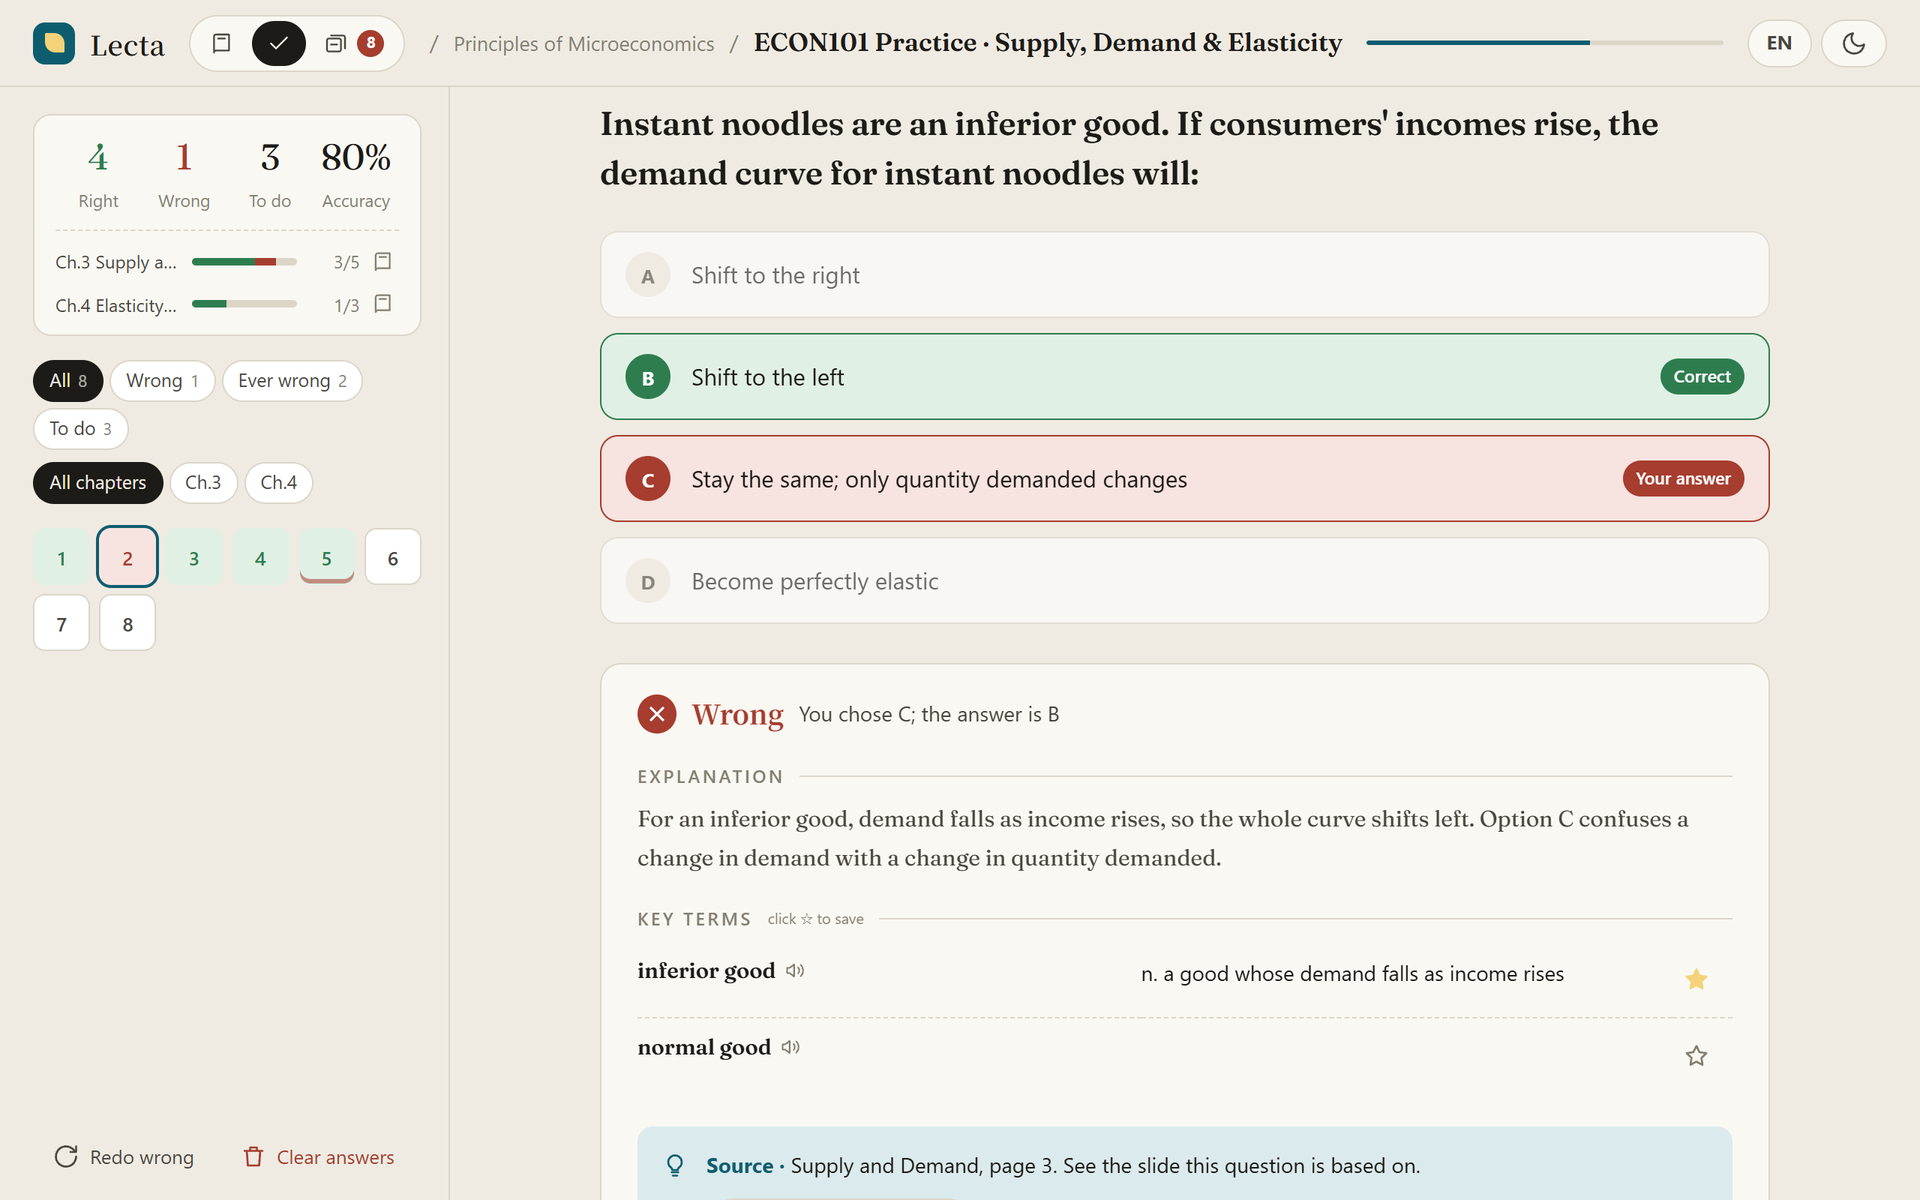 Lecta
8
/ Principles of Microeconomics / ECON101 Practice · Supply, Demand & Elasticity
EN
4 1 3 80%
Right Wrong To do Accuracy
Ch.3 Supply a... 3/5
Ch.4 Elasticity... 1/3
All 8 Wrong 1 Ever wrong 2
To do 3
All chapters Ch.3 Ch.4
1 2 3 4 5 6
7 8
Redo wrong Clear answers
Instant noodles are an inferior good. If consumers' incomes rise, the
demand curve for instant noodles will:
A Shift to the right
B Shift to the left Correct
C Stay the same; only quantity demanded changes Your answer
D Become perfectly elastic
Wrong You chose C; the answer is B
EXPLANATION
For an inferior good, demand falls as income rises, so the whole curve shifts left. Option C confuses a
change in demand with a change in quantity demanded.
KEY TERMS click ☆ to save
inferior good n. a good whose demand falls as income rises
normal good
Source · Supply and Demand, page 3. See the slide this question is based on.